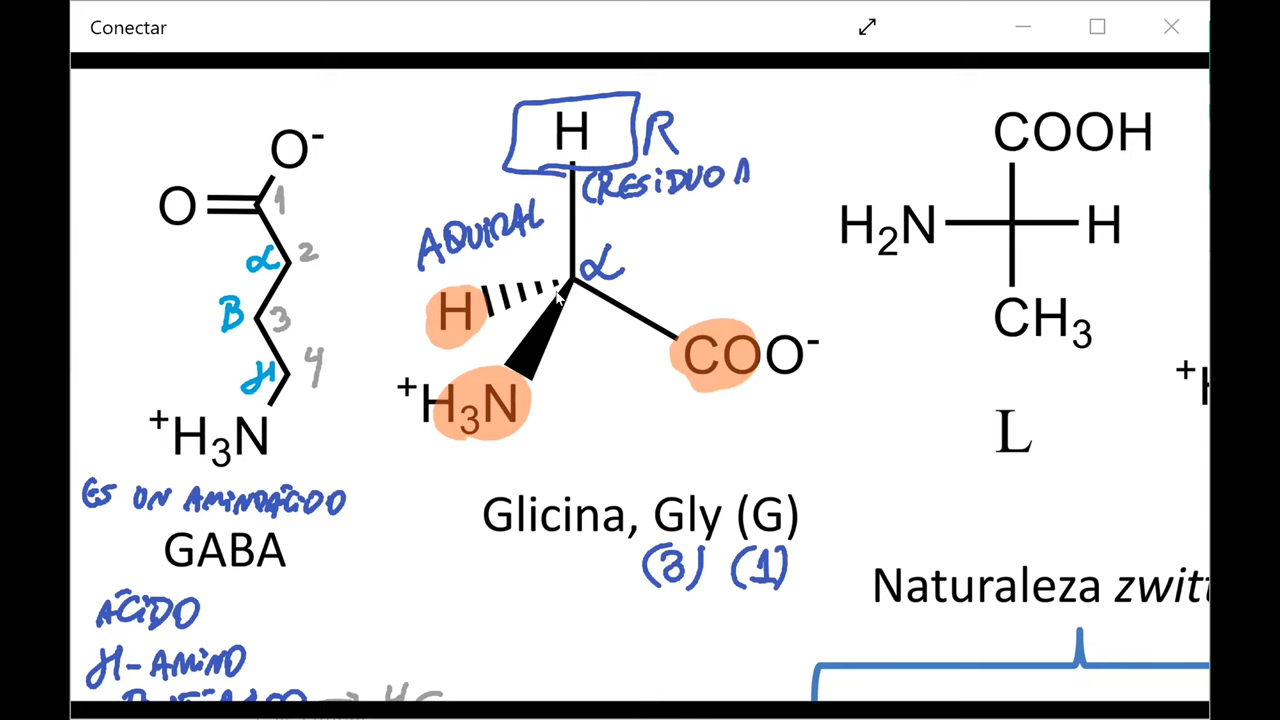 Conectar
O-
O
1
α 2
B 3
γ 4
+H3N
ES UN AMINOÁCIDO
GABA
ÁCIDO
γ-AMINO
H R
(RESIDUO
AQUIRAL
α
H
COO-
+H3N
Glicina, Gly (G)
(3) (1)
COOH
H2N H
CH3
L
Naturaleza